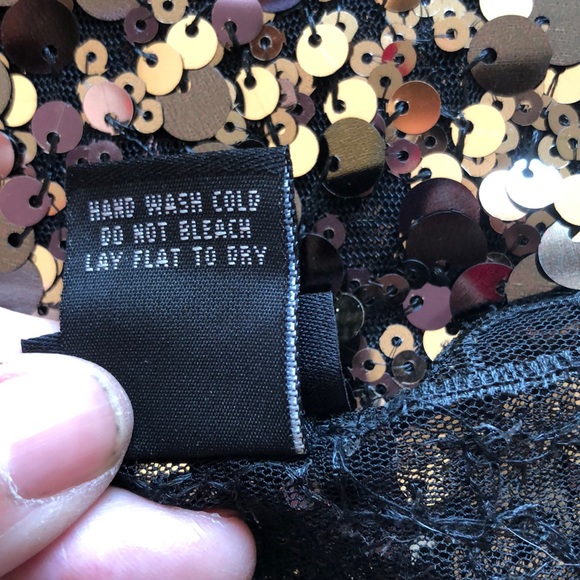 HAND WASH COLD
DO NOT BLEACH
LAY FLAT TO DRY